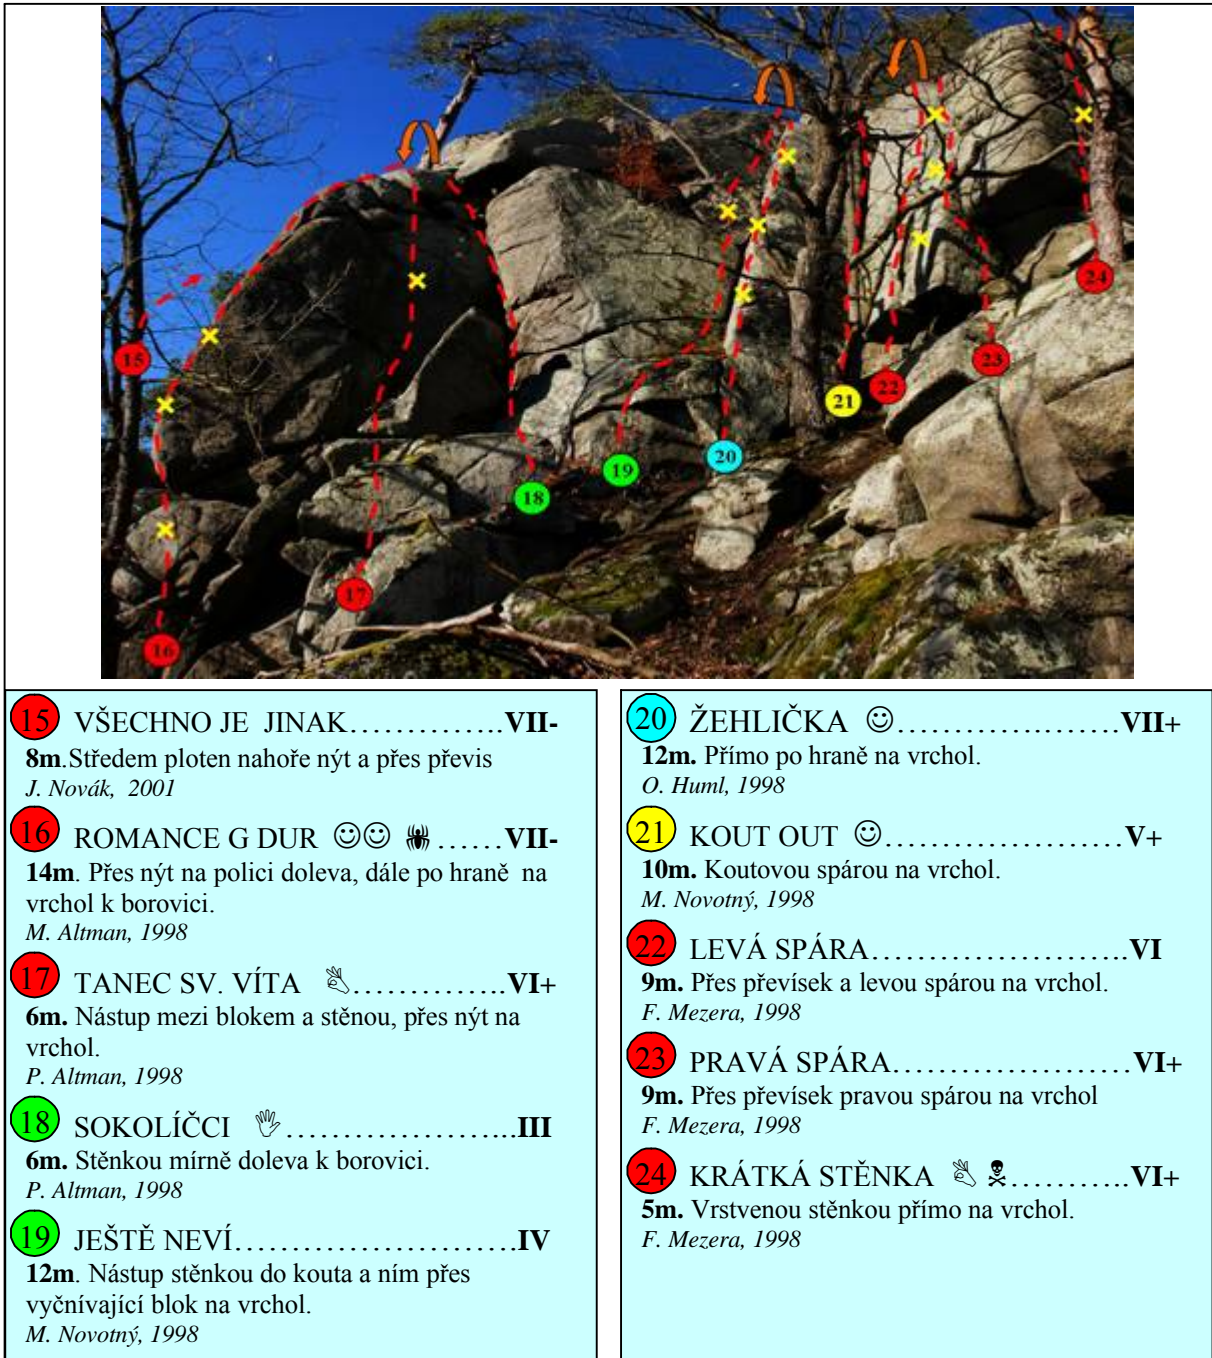 15
16
17
18
19
20
21
22
23
24
15 VŠECHNO JE JINAK…………..VII-
8m.Středem ploten nahoře nýt a přes převis
J. Novák, 2001
16 ROMANCE G DUR ☺☺ 🕷……VII-
14m. Přes nýt na polici doleva, dále po hraně na
vrchol k borovici.
M. Altman, 1998
17 TANEC SV. VÍTA 👌…………..VI+
6m. Nástup mezi blokem a stěnou, přes nýt na
vrchol.
P. Altman, 1998
18 SOKOLÍČCI 🖐…………………...III
6m. Stěnkou mírně doleva k borovici.
P. Altman, 1998
19 JEŠTĚ NEVÍ……………………….IV
12m. Nástup stěnkou do kouta a ním přes
vyčnívající blok na vrchol.
M. Novotný, 1998
20 ŽEHLIČKA ☺………………….VII+
12m. Přímo po hraně na vrchol.
O. Huml, 1998
21 KOUT OUT ☺……………………V+
10m. Koutovou spárou na vrchol.
M. Novotný, 1998
22 LEVÁ SPÁRA……………………..VI
9m. Přes převísek a levou spárou na vrchol.
F. Mezera, 1998
23 PRAVÁ SPÁRA……………………VI+
9m. Přes převísek pravou spárou na vrchol
F. Mezera, 1998
24 KRÁTKÁ STĚNKA 👌 ☠………..VI+
5m. Vrstvenou stěnkou přímo na vrchol.
F. Mezera, 1998